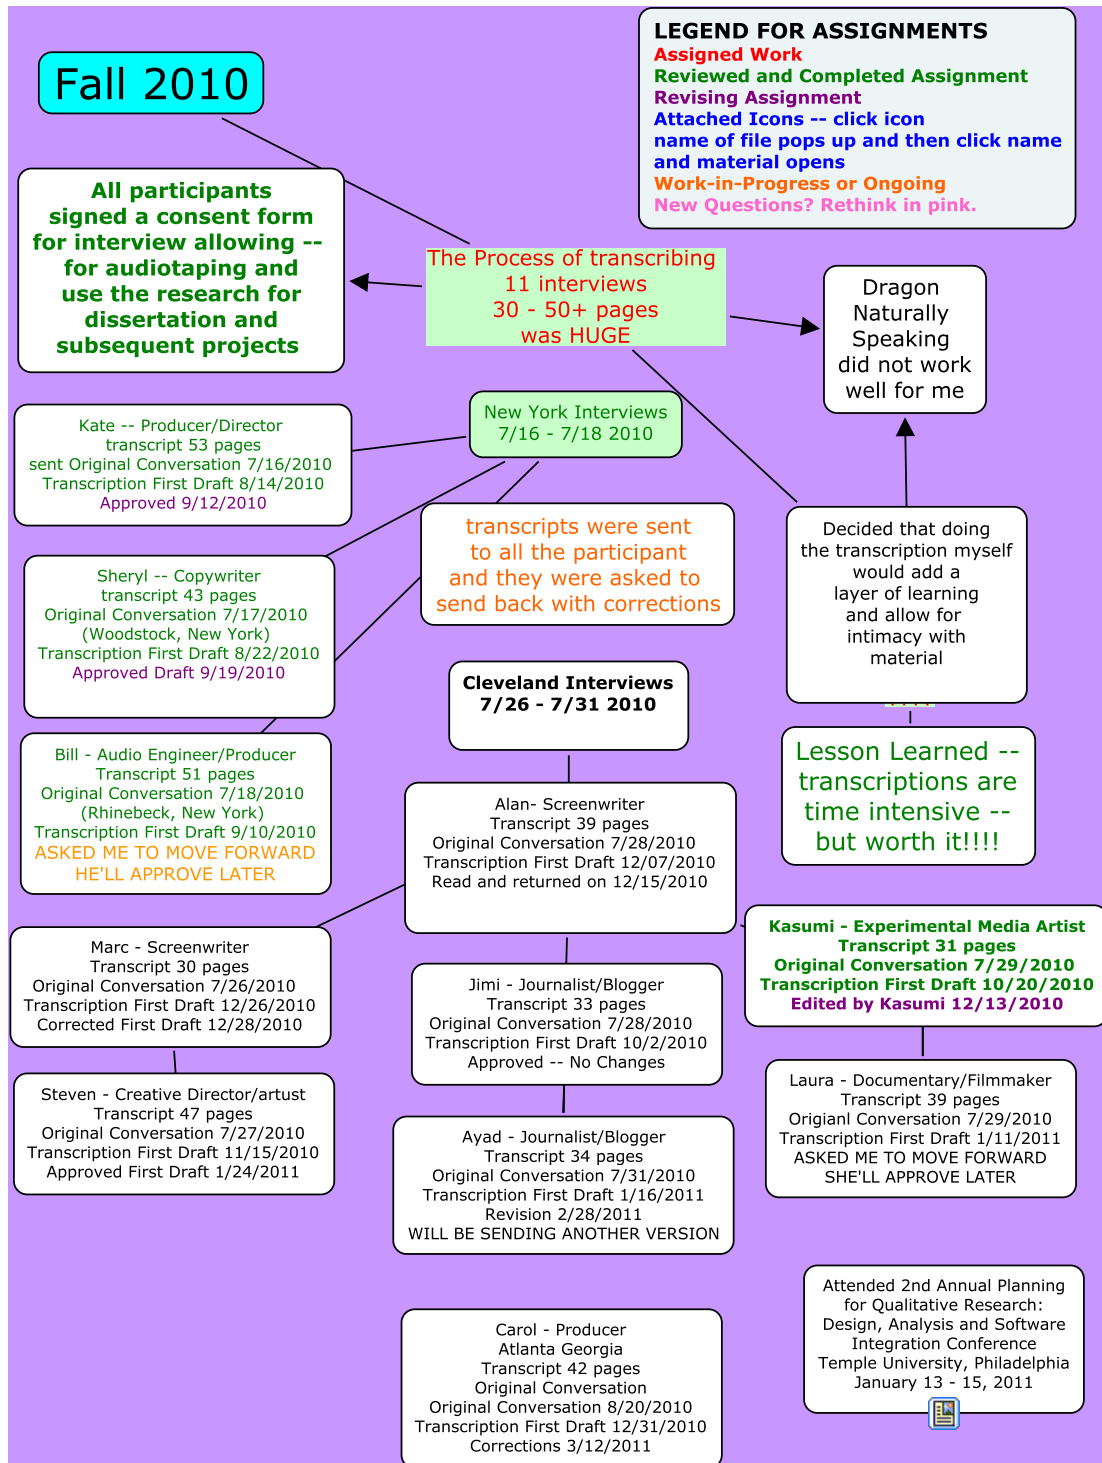 LEGEND FOR ASSIGNMENTS
Assigned Work
Reviewed and Completed Assignment
Revising Assignment
Attached Icons -- click icon
name of file pops up and then click name
and material opens
Work-in-Progress or Ongoing
New Questions? Rethink in pink.
Fall 2010
All participants
signed a consent form
for interview allowing --
for audiotaping and
use the research for
dissertation and
subsequent projects
The Process of transcribing
11 interviews
30 - 50+ pages
was HUGE
Dragon
Naturally
Speaking
did not work
well for me
New York Interviews
7/16 - 7/18 2010
Kate -- Producer/Director
transcript 53 pages
sent Original Conversation 7/16/2010
Transcription First Draft 8/14/2010
Approved 9/12/2010
transcripts were sent
to all the participant
and they were asked to
send back with corrections
Decided that doing
the transcription myself
would add a
layer of learning
and allow for
intimacy with
material
Sheryl -- Copywriter
transcript 43 pages
Original Conversation 7/17/2010
(Woodstock, New York)
Transcription First Draft 8/22/2010
Approved Draft 9/19/2010
Cleveland Interviews
7/26 - 7/31 2010
Lesson Learned --
transcriptions are
time intensive --
but worth it!!!!
Bill - Audio Engineer/Producer
Transcript 51 pages
Original Conversation 7/18/2010
(Rhinebeck, New York)
Transcription First Draft 9/10/2010
ASKED ME TO MOVE FORWARD
HE'LL APPROVE LATER
Alan- Screenwriter
Transcript 39 pages
Original Conversation 7/28/2010
Transcription First Draft 12/07/2010
Read and returned on 12/15/2010
Kasumi - Experimental Media Artist
Transcript 31 pages
Original Conversation 7/29/2010
Transcription First Draft 10/20/2010
Edited by Kasumi 12/13/2010
Marc - Screenwriter
Transcript 30 pages
Original Conversation 7/26/2010
Transcription First Draft 12/26/2010
Corrected First Draft 12/28/2010
Jimi - Journalist/Blogger
Transcript 33 pages
Original Conversation 7/28/2010
Transcription First Draft 10/2/2010
Approved -- No Changes
Laura - Documentary/Filmmaker
Transcript 39 pages
Origianl Conversation 7/29/2010
Transcription First Draft 1/11/2011
ASKED ME TO MOVE FORWARD
SHE'LL APPROVE LATER
Steven - Creative Director/artust
Transcript 47 pages
Original Conversation 7/27/2010
Transcription First Draft 11/15/2010
Approved First Draft 1/24/2011
Ayad - Journalist/Blogger
Transcript 34 pages
Original Conversation 7/31/2010
Transcription First Draft 1/16/2011
Revision 2/28/2011
WILL BE SENDING ANOTHER VERSION
Attended 2nd Annual Planning
for Qualitative Research:
Design, Analysis and Software
Integration Conference
Temple University, Philadelphia
January 13 - 15, 2011
Carol - Producer
Atlanta Georgia
Transcript 42 pages
Original Conversation
Original Conversation 8/20/2010
Transcription First Draft 12/31/2010
Corrections 3/12/2011